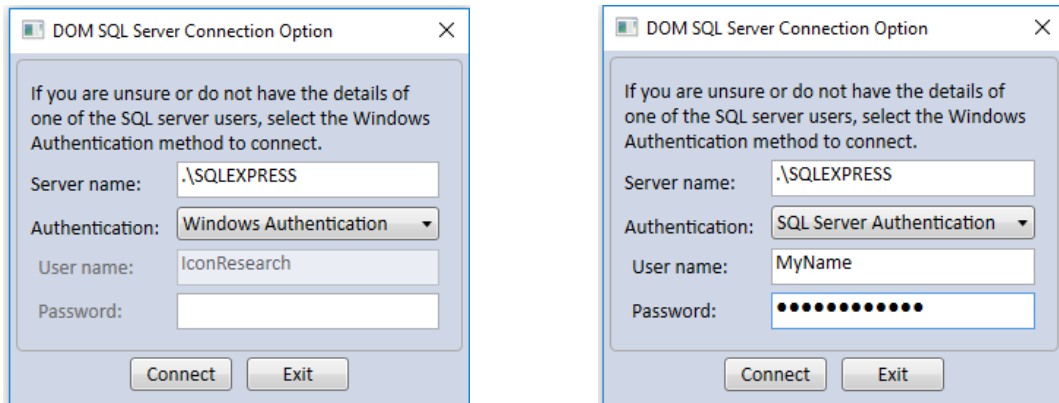 DOM SQL Server Connection Option
If you are unsure or do not have the details of
one of the SQL server users, select the Windows
Authentication method to connect.
Server name: .\SQLEXPRESS
Authentication: Windows Authentication
User name: IconResearch
Password:
Connect Exit
DOM SQL Server Connection Option
If you are unsure or do not have the details of
one of the SQL server users, select the Windows
Authentication method to connect.
Server name: .\SQLEXPRESS
Authentication: SQL Server Authentication
User name: MyName
Password: ●●●●●●●●●●●●
Connect Exit